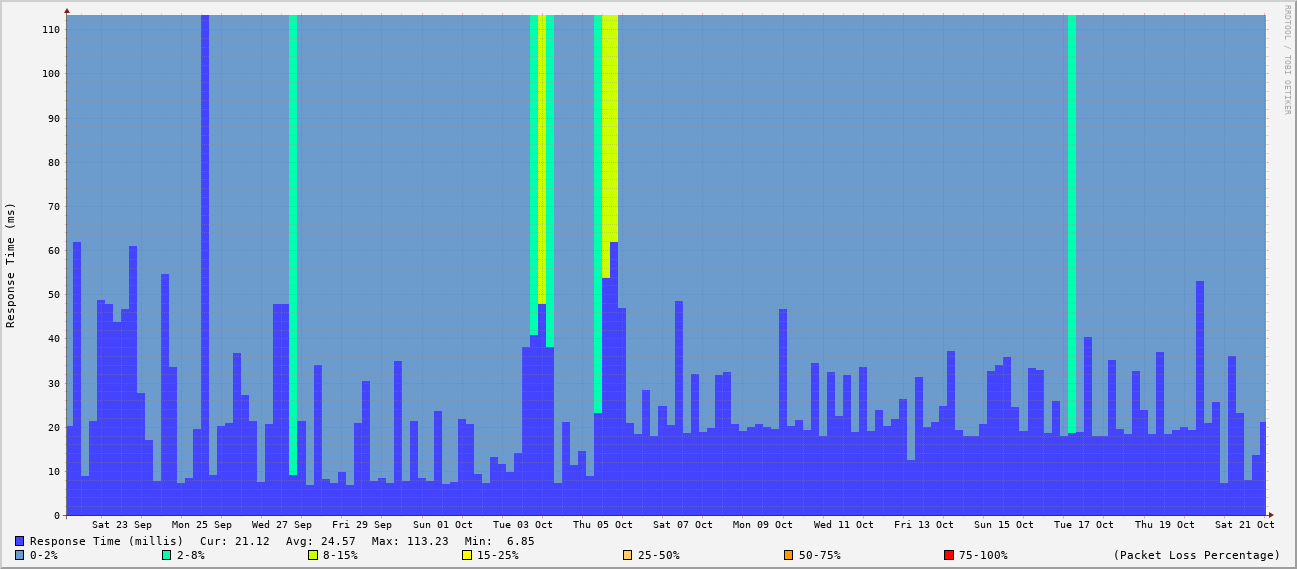 RRDTOOL / TOBI OETIKER
Response Time (ms)
110
100
90
80
70
60
50
40
30
20
10
0
Sat 23 Sep Mon 25 Sep Wed 27 Sep Fri 29 Sep Sun 01 Oct Tue 03 Oct Thu 05 Oct Sat 07 Oct Mon 09 Oct Wed 11 Oct Fri 13 Oct Sun 15 Oct Tue 17 Oct Thu 19 Oct Sat 21 Oct
Response Time (millis) Cur: 21.12 Avg: 24.57 Max: 113.23 Min: 6.85
0-2% 2-8% 8-15% 15-25% 25-50% 50-75% 75-100% (Packet Loss Percentage)